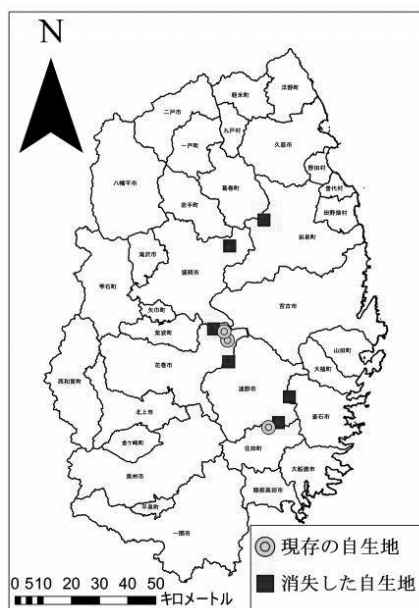 N
洋野町
軽米町
二戸市
九戸村
久慈市
一戸町
野田村
八幡平市
葛巻町
普代村
岩手町
田野畑村
岩泉町
滝沢市
盛岡市
雫石町
宮古市
矢巾町
紫波町
山田町
花巻市
大槌町
西和賀町
遠野市
釜石市
北上市
金ケ崎町
住田町
大船渡市
奥州市
陸前高田市
平泉町
一関市
現存の自生地
消失した自生地
0 5 10 20 30 40 50
キロメートル